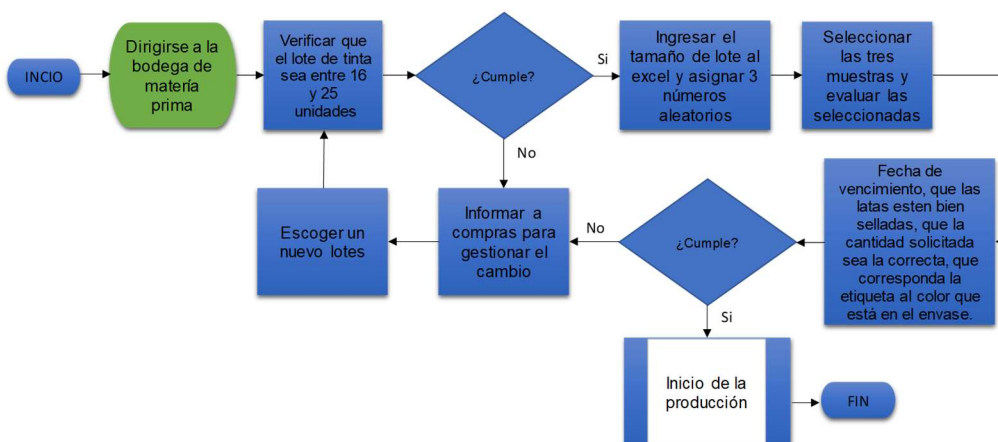 INCIO
Dirigirse a la
bodega de
matería
prima
Verificar que
el lote de tinta
sea entre 16
y 25
unidades
¿Cumple?
Si
Ingresar el
tamaño de lote al
excel y asignar 3
números
aleatorios
Seleccionar
las tres
muestras y
evaluar las
seleccionadas
No
Fecha de
vencimiento, que las
latas esten bien
selladas, que la
cantidad solicitada
sea la correcta, que
corresponda la
etiqueta al color que
está en el envase.
¿Cumple?
No
Informar a
compras para
gestionar el
cambio
Escoger un
nuevo lotes
Si
Inicio de la
producción
FIN